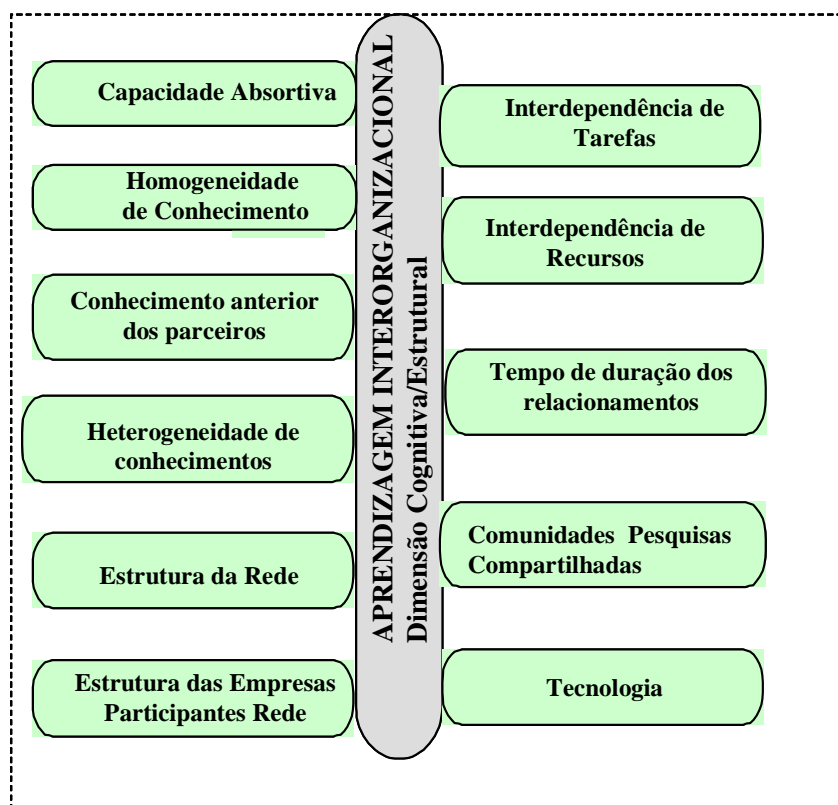 Capacidade Absortiva
Homogeneidade
de Conhecimento
Conhecimento anterior
dos parceiros
Heterogeneidade de
conhecimentos
Estrutura da Rede
Estrutura das Empresas
Participantes Rede
APRENDIZAGEM INTERORGANIZACIONAL
Dimensão Cognitiva/Estrutural
Interdependência de
Tarefas
Interdependência de
Recursos
Tempo de duração dos
relacionamentos
Comunidades Pesquisas
Compartilhadas
Tecnologia